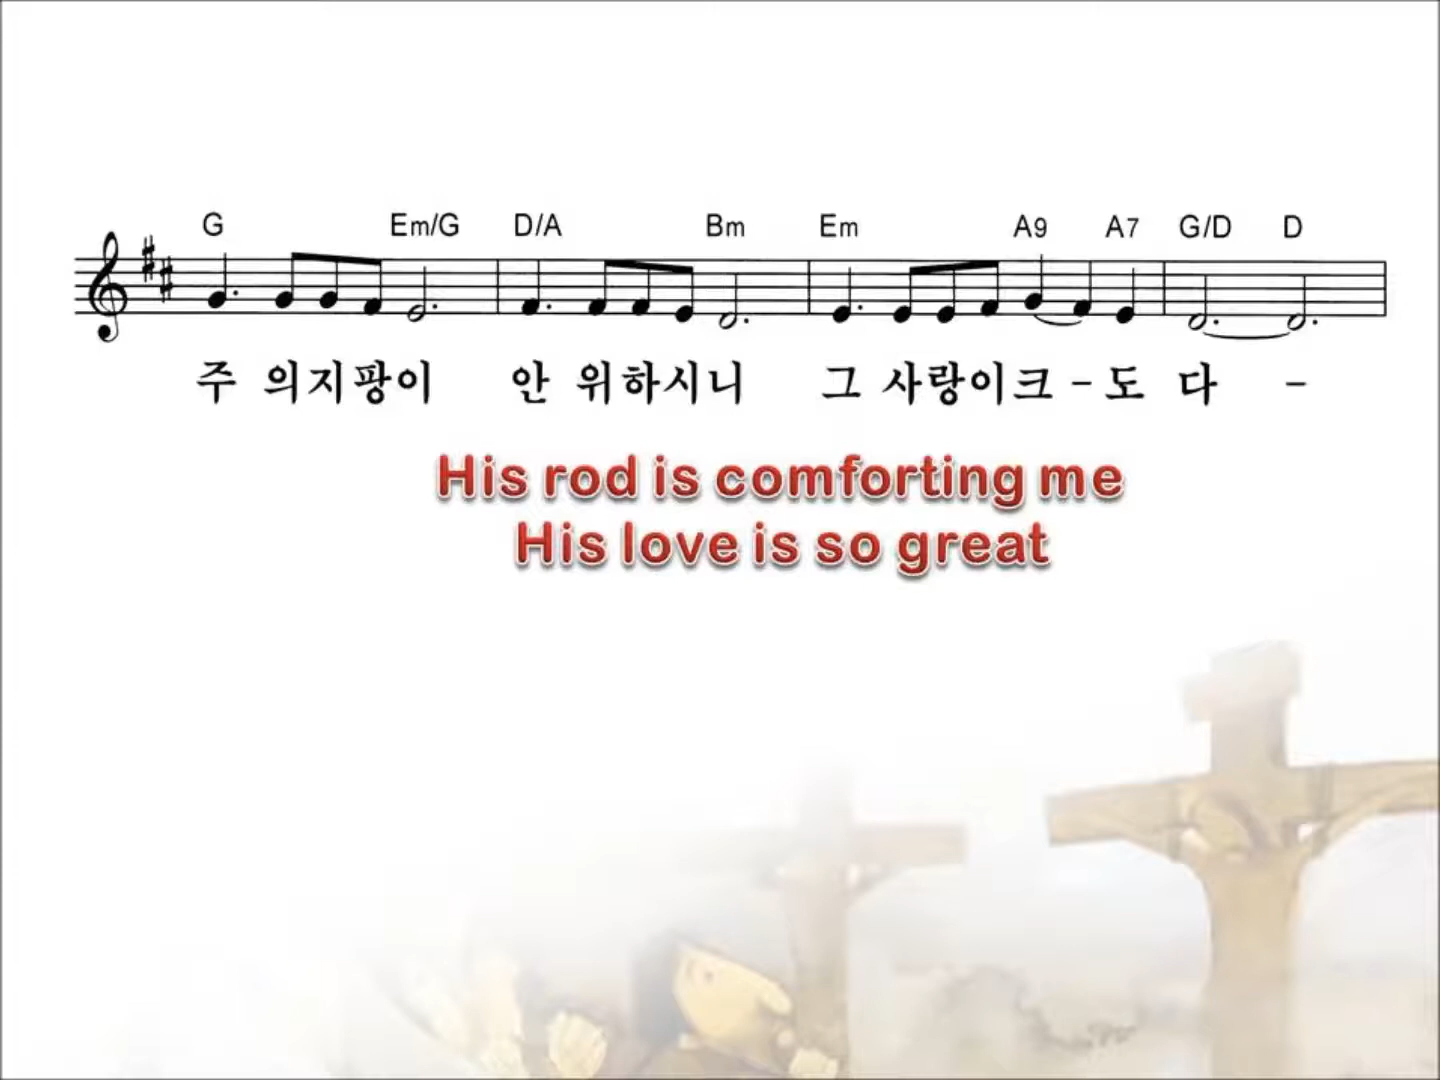 G Em/G D/A Bm Em A9 A7 G/D D
주 의지팡이 안 위하시니 그 사랑이크-도 다 -
His rod is comforting me
His love is so great